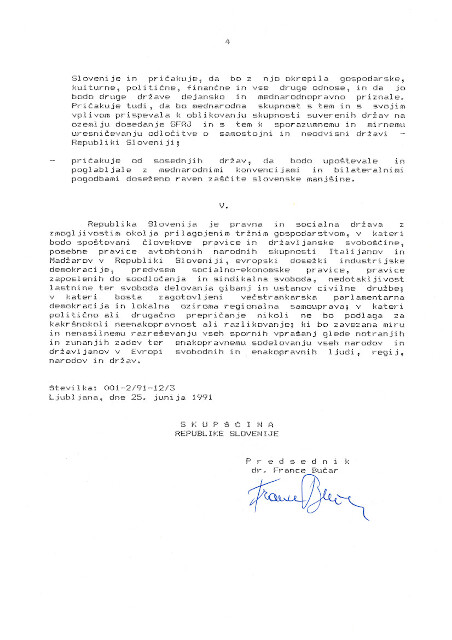 4
Slovenije in pričakuje, da bo z njo okrepila gospodarske,
kulturne, politične, finančne in vse druge odnose, in da jo
bodo druge države dejansko in mednarodnopravno priznale.
Pričakuje tudi, da bo mednarodna skupnost s tem in s svojim
vplivom prispevala k oblikovanju skupnosti suverenih držav na
ozemlju dosedanje SFRJ in s tem k sporazumnemu in mirnemu
uresničevanju odločitve o samostojni in neodvisni državi -
Republiki Sloveniji;
- pričakuje od sosednjih držav, da bodo upoštevale in
poglabljale z mednarodnimi konvencijami in bilateralnimi
pogodbami doseženo raven zaščite slovenske manjšine.
V.
Republika Slovenija je pravna in socialna država z
zmogljivostim okolja prilagojenim tržnim gospodarstvom, v kateri
bodo spoštovani človekove pravice in državljanske svoboščine,
posebne pravice avtohtonih narodnih skupnosti Italijanov in
Madžarov v Republiki Sloveniji, evropski dosežki industrijske
demokracije, predvsem socialno-ekonomske pravice, pravice
zaposlenih do soodločanja in sindikalna svoboda, nedotakljivost
lastnine ter svoboda delovanja gibanj in ustanov civilne družbe;
v kateri bosta zagotovljeni večstrankarska parlamentarna
demokracija in lokalna oziroma regionalna samouprava; v kateri
politično ali drugačno prepričanje nikoli ne bo podlaga za
kakršnokoli neenakopravnost ali razlikovanje; ki bo zavezana miru
in nenasilnemu razreševanju vseh spornih vprašanj glede notranjih
in zunanjih zadev ter enakopravnemu sodelovanju vseh narodov in
državljanov v Evropi svobodnih in enakopravnih ljudi, regij,
narodov in držav.
Številka: 001-2/91-12/3
Ljubljana, dne 25. junija 1991
S K U P Š Č I N A
REPUBLIKE SLOVENIJE
P r e d s e d n i k
dr. France Bučar